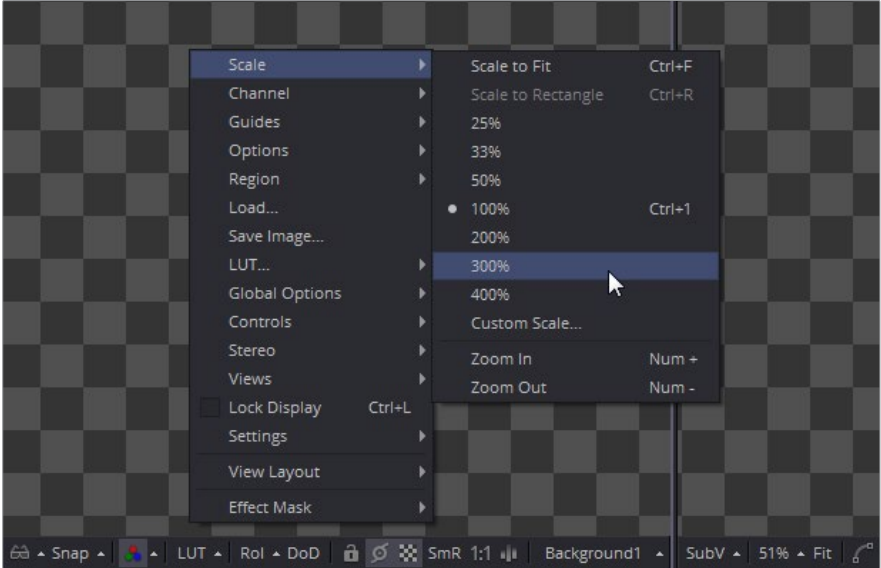 Scale
Channel
Guides
Options
Region
Load...
Save Image...
LUT...
Global Options
Controls
Stereo
Views
Lock Display Ctrl+L
Settings
View Layout
Effect Mask
Scale to Fit Ctrl+F
Scale to Rectangle Ctrl+R
25%
33%
50%
100% Ctrl+1
200%
300%
400%
Custom Scale...
Zoom In Num +
Zoom Out Num -
Snap LUT RoI DoD SmR 1:1 Background1 SubV 51% Fit